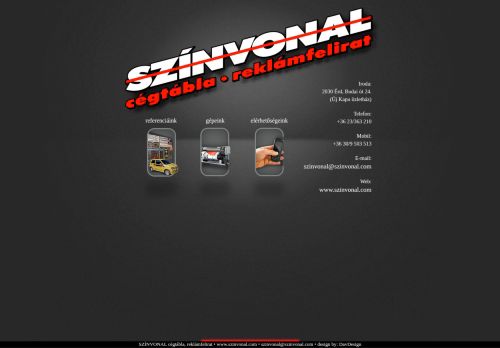 SZÍNVONAL
cégtábla • reklámfelirat
referenciáink
gépeink
elérhetőségeink
Iroda:
2030 Érd, Budai út 24.
(Új Kapu üzletház)
Telefon:
+36 23/363 210
Mobil:
+36 30/9 503 513
E-mail:
szinvonal@szinvonal.com
Web:
www.szinvonal.com
SZÍNVONAL cégtábla, reklámfelirat • www.szinvonal.com • szinvonal@szinvonal.com • design by: DavDesign